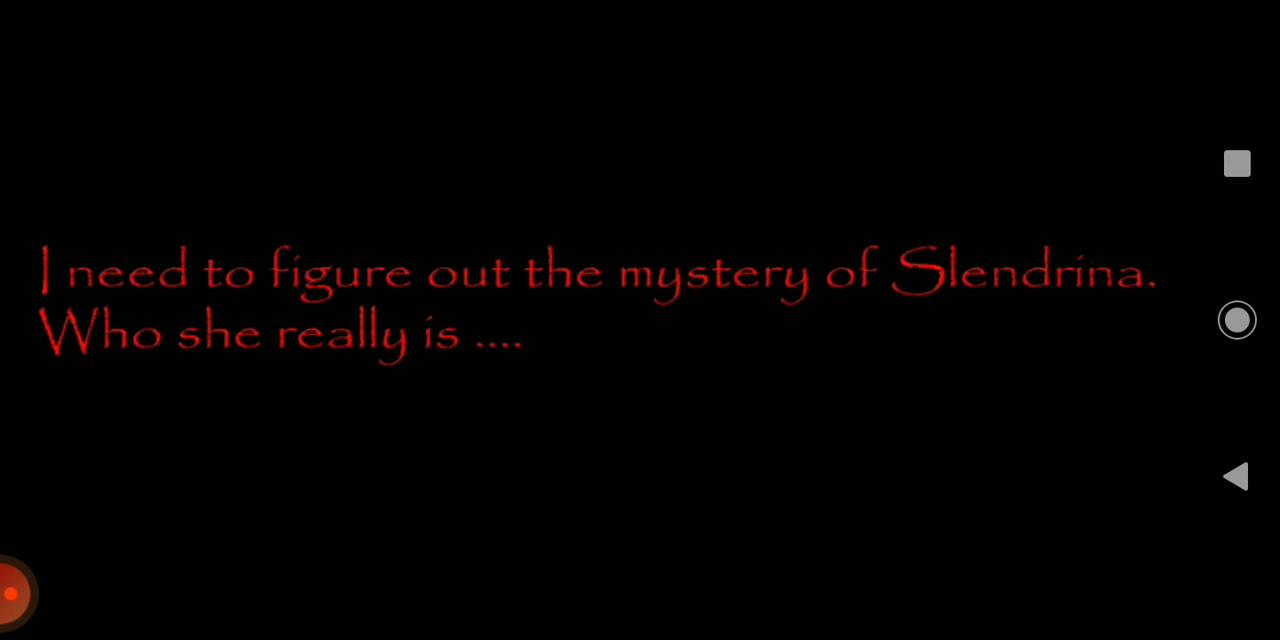 I need to figure out the mystery of Slendrina.
Who she really is ....